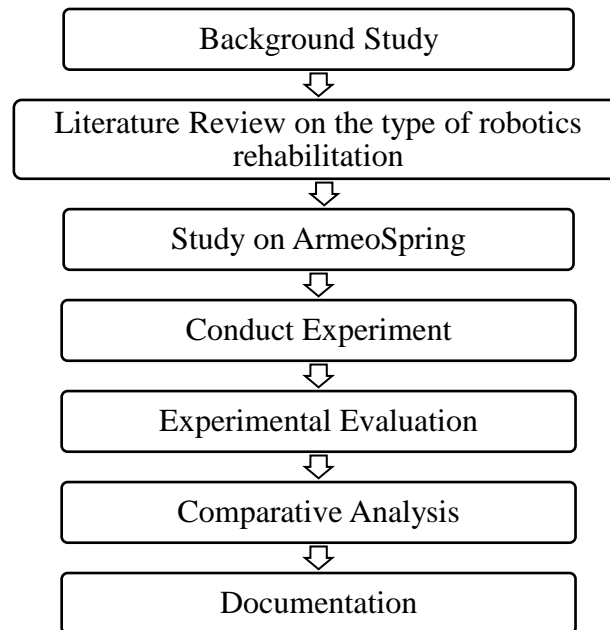 Background Study
Literature Review on the type of robotics
rehabilitation
Study on ArmeoSpring
Conduct Experiment
Experimental Evaluation
Comparative Analysis
Documentation